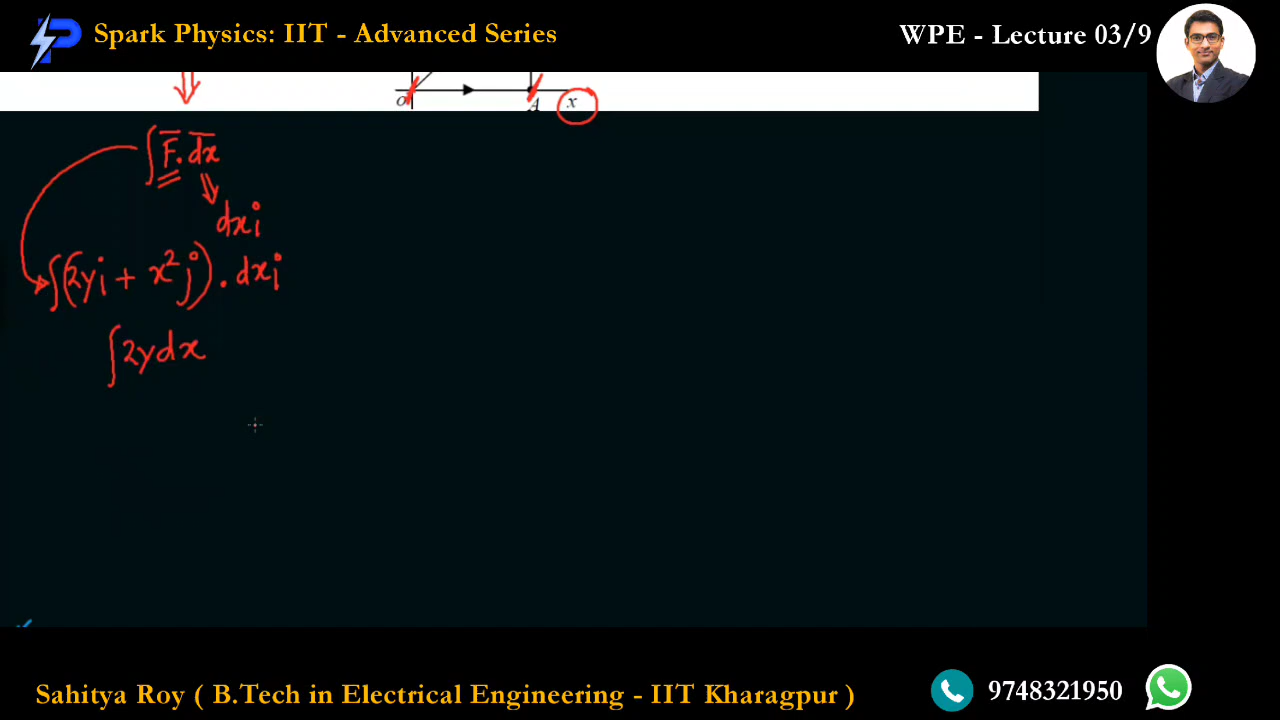 Spark Physics: IIT - Advanced Series
WPE - Lecture 03/9
O A x
∫F̅.d̅x̅
dxi
∫(2yi + x²j).dxi
∫2ydx
Sahitya Roy ( B.Tech in Electrical Engineering - IIT Kharagpur )
9748321950